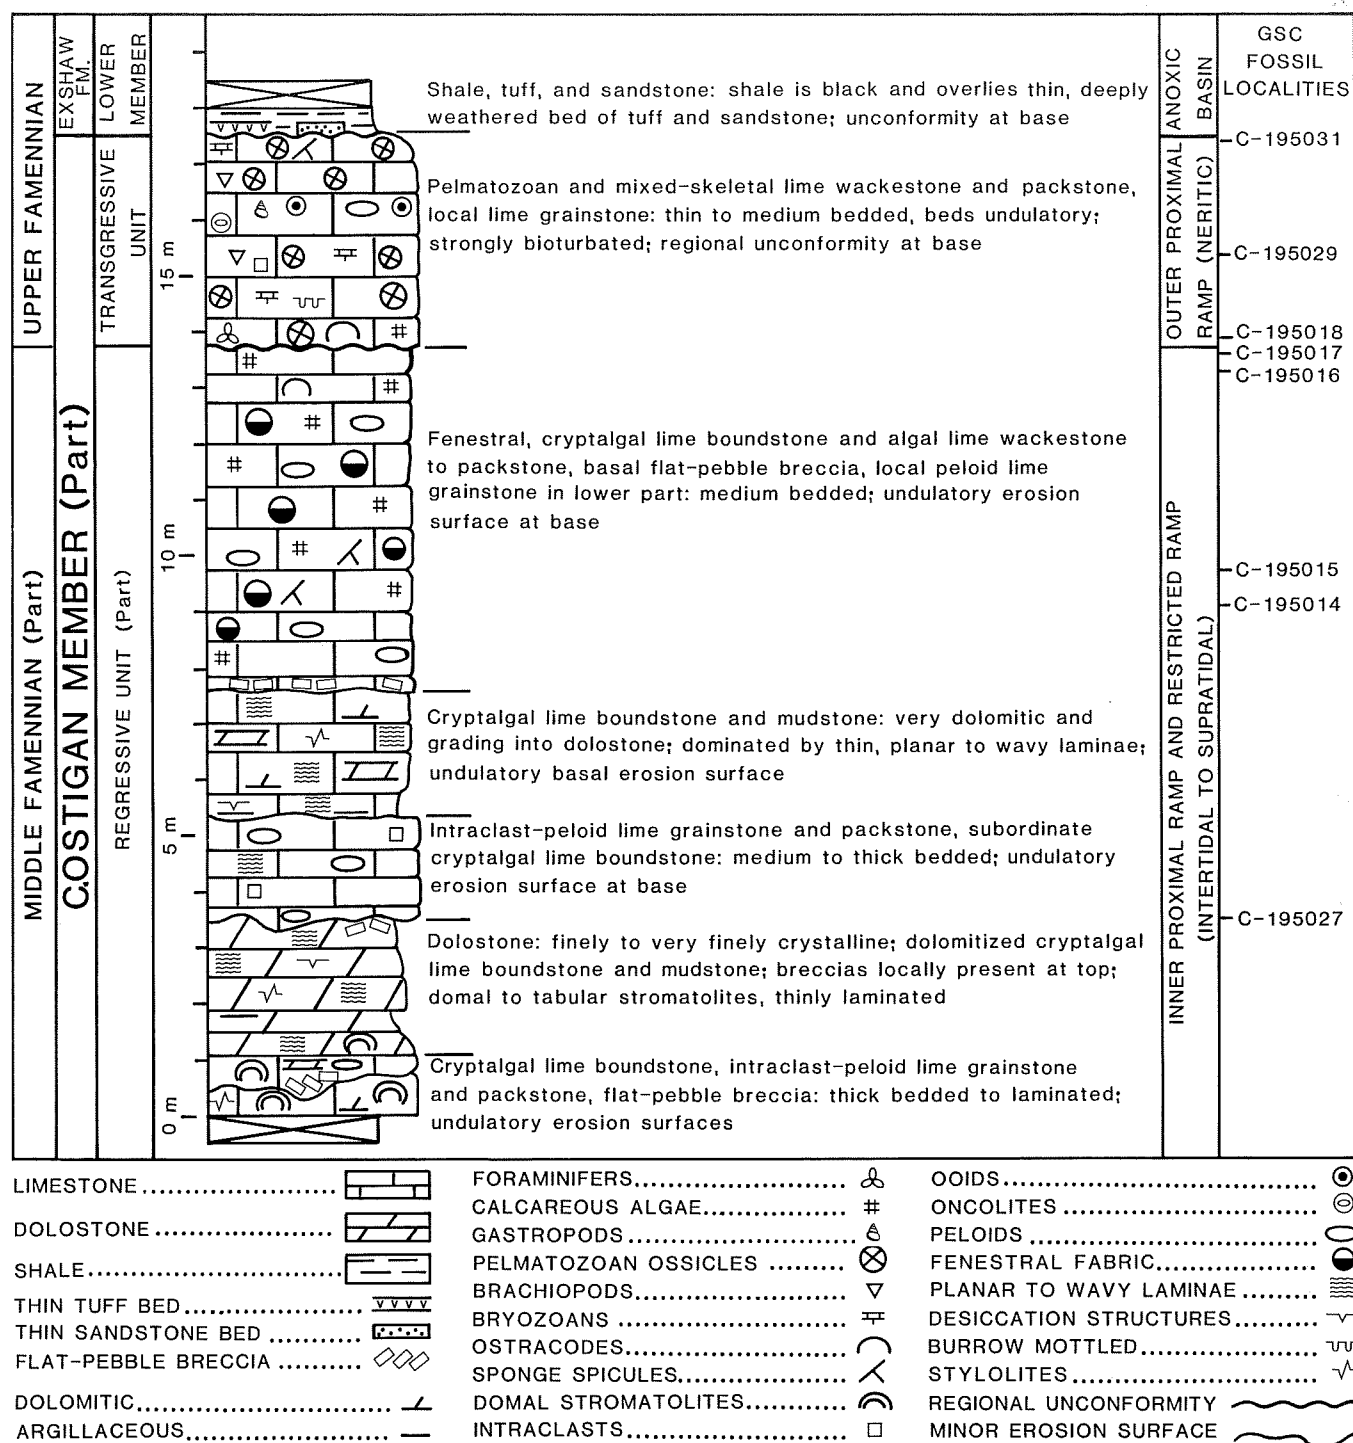 UPPER FAMENNIAN
MIDDLE FAMENNIAN (Part)
EXSHAW
FM.
COSTIGAN MEMBER (Part)
LOWER
MEMBER
TRANSGRESSIVE
UNIT
REGRESSIVE UNIT (Part)
15 m
10 m
5 m
0 m
Shale, tuff, and sandstone: shale is black and overlies thin, deeply
weathered bed of tuff and sandstone; unconformity at base
Pelmatozoan and mixed-skeletal lime wackestone and packstone,
local lime grainstone: thin to medium bedded, beds undulatory;
strongly bioturbated; regional unconformity at base
Fenestral, cryptalgal lime boundstone and algal lime wackestone
to packstone, basal flat-pebble breccia, local peloid lime
grainstone in lower part: medium bedded; undulatory erosion
surface at base
Cryptalgal lime boundstone and mudstone: very dolomitic and
grading into dolostone; dominated by thin, planar to wavy laminae;
undulatory basal erosion surface
Intraclast-peloid lime grainstone and packstone, subordinate
cryptalgal lime boundstone: medium to thick bedded; undulatory
erosion surface at base
Dolostone: finely to very finely crystalline; dolomitized cryptalgal
lime boundstone and mudstone; breccias locally present at top;
domal to tabular stromatolites, thinly laminated
Cryptalgal lime boundstone, intraclast-peloid lime grainstone
and packstone, flat-pebble breccia: thick bedded to laminated;
undulatory erosion surfaces
ANOXIC
BASIN
OUTER PROXIMAL
RAMP (NERITIC)
INNER PROXIMAL RAMP AND RESTRICTED RAMP
(INTERTIDAL TO SUPRATIDAL)
GSC
FOSSIL
LOCALITIES
C-195031
C-195029
C-195018
C-195017
C-195016
C-195015
C-195014
C-195027
LIMESTONE
DOLOSTONE
SHALE
THIN TUFF BED
THIN SANDSTONE BED
FLAT-PEBBLE BRECCIA
DOLOMITIC
ARGILLACEOUS
FORAMINIFERS
CALCAREOUS ALGAE
GASTROPODS
PELMATOZOAN OSSICLES
BRACHIOPODS
BRYOZOANS
OSTRACODES
SPONGE SPICULES
DOMAL STROMATOLITES
INTRACLASTS
OOIDS
ONCOLITES
PELOIDS
FENESTRAL FABRIC
PLANAR TO WAVY LAMINAE
DESICCATION STRUCTURES
BURROW MOTTLED
STYLOLITES
REGIONAL UNCONFORMITY
MINOR EROSION SURFACE